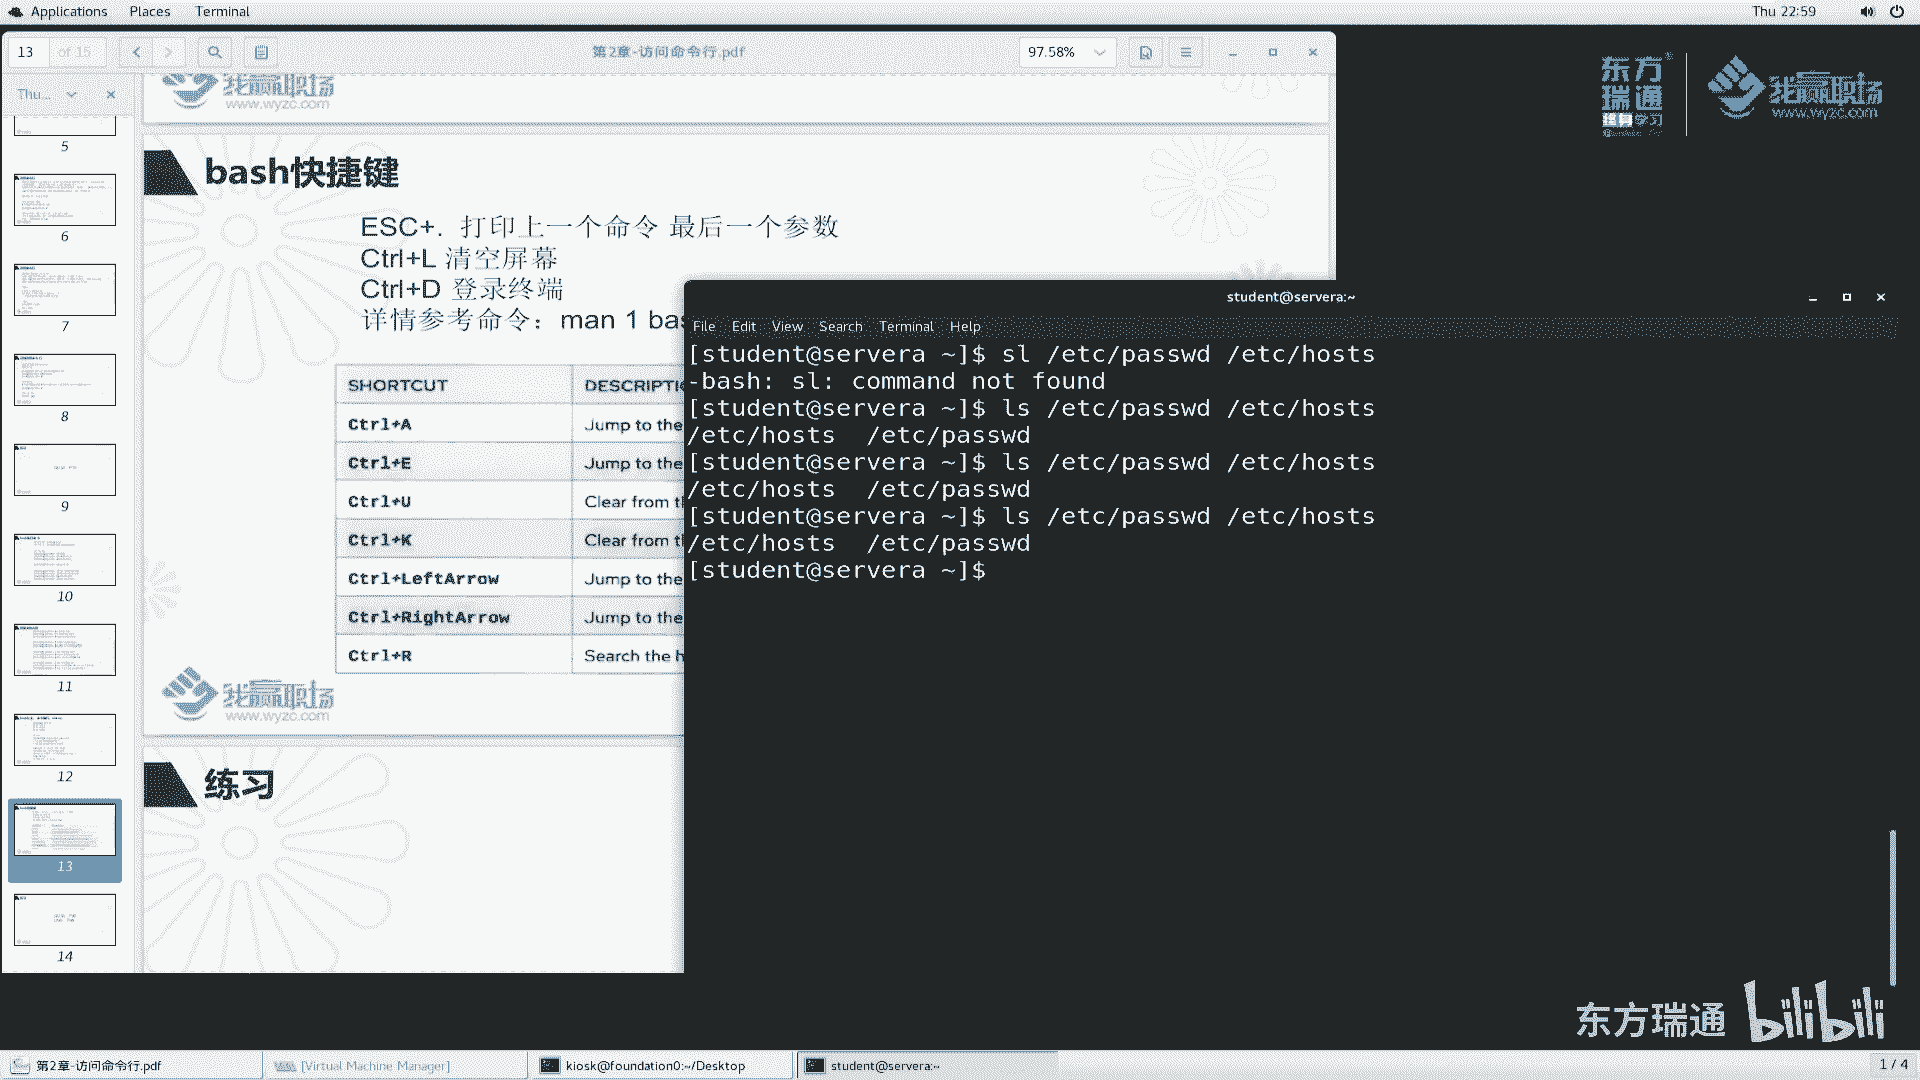 Applications Places Terminal
Thu 22:59
13 of 15
第2章-访问命令行.pdf
97.58%
Thu...
5
6
7
8
9
10
11
12
13
14
我赢职场
www.wyzc.com
bash快捷键
ESC+. 打印上一个命令 最后一个参数
Ctrl+L 清空屏幕
Ctrl+D 登录终端
详情参考命令：man 1 bas
SHORTCUT DESCRIPTI
Ctrl+A Jump to the
Ctrl+E Jump to the
Ctrl+U Clear from t
Ctrl+K Clear from t
Ctrl+LeftArrow Jump to the
Ctrl+RightArrow Jump to the
Ctrl+R Search the h
我赢职场
www.wyzc.com
练习
student@servera:~
File Edit View Search Terminal Help
[student@servera ~]$ sl /etc/passwd /etc/hosts
-bash: sl: command not found
[student@servera ~]$ ls /etc/passwd /etc/hosts
/etc/hosts  /etc/passwd
[student@servera ~]$ ls /etc/passwd /etc/hosts
/etc/hosts  /etc/passwd
[student@servera ~]$ ls /etc/passwd /etc/hosts
/etc/hosts  /etc/passwd
[student@servera ~]$
东方瑞通
终身学习
我赢职场
www.wyzc.com
东方瑞通 bilibili
第2章-访问命令行.pdf
[Virtual Machine Manager]
kiosk@foundation0:~/Desktop
student@servera:~
1 / 4